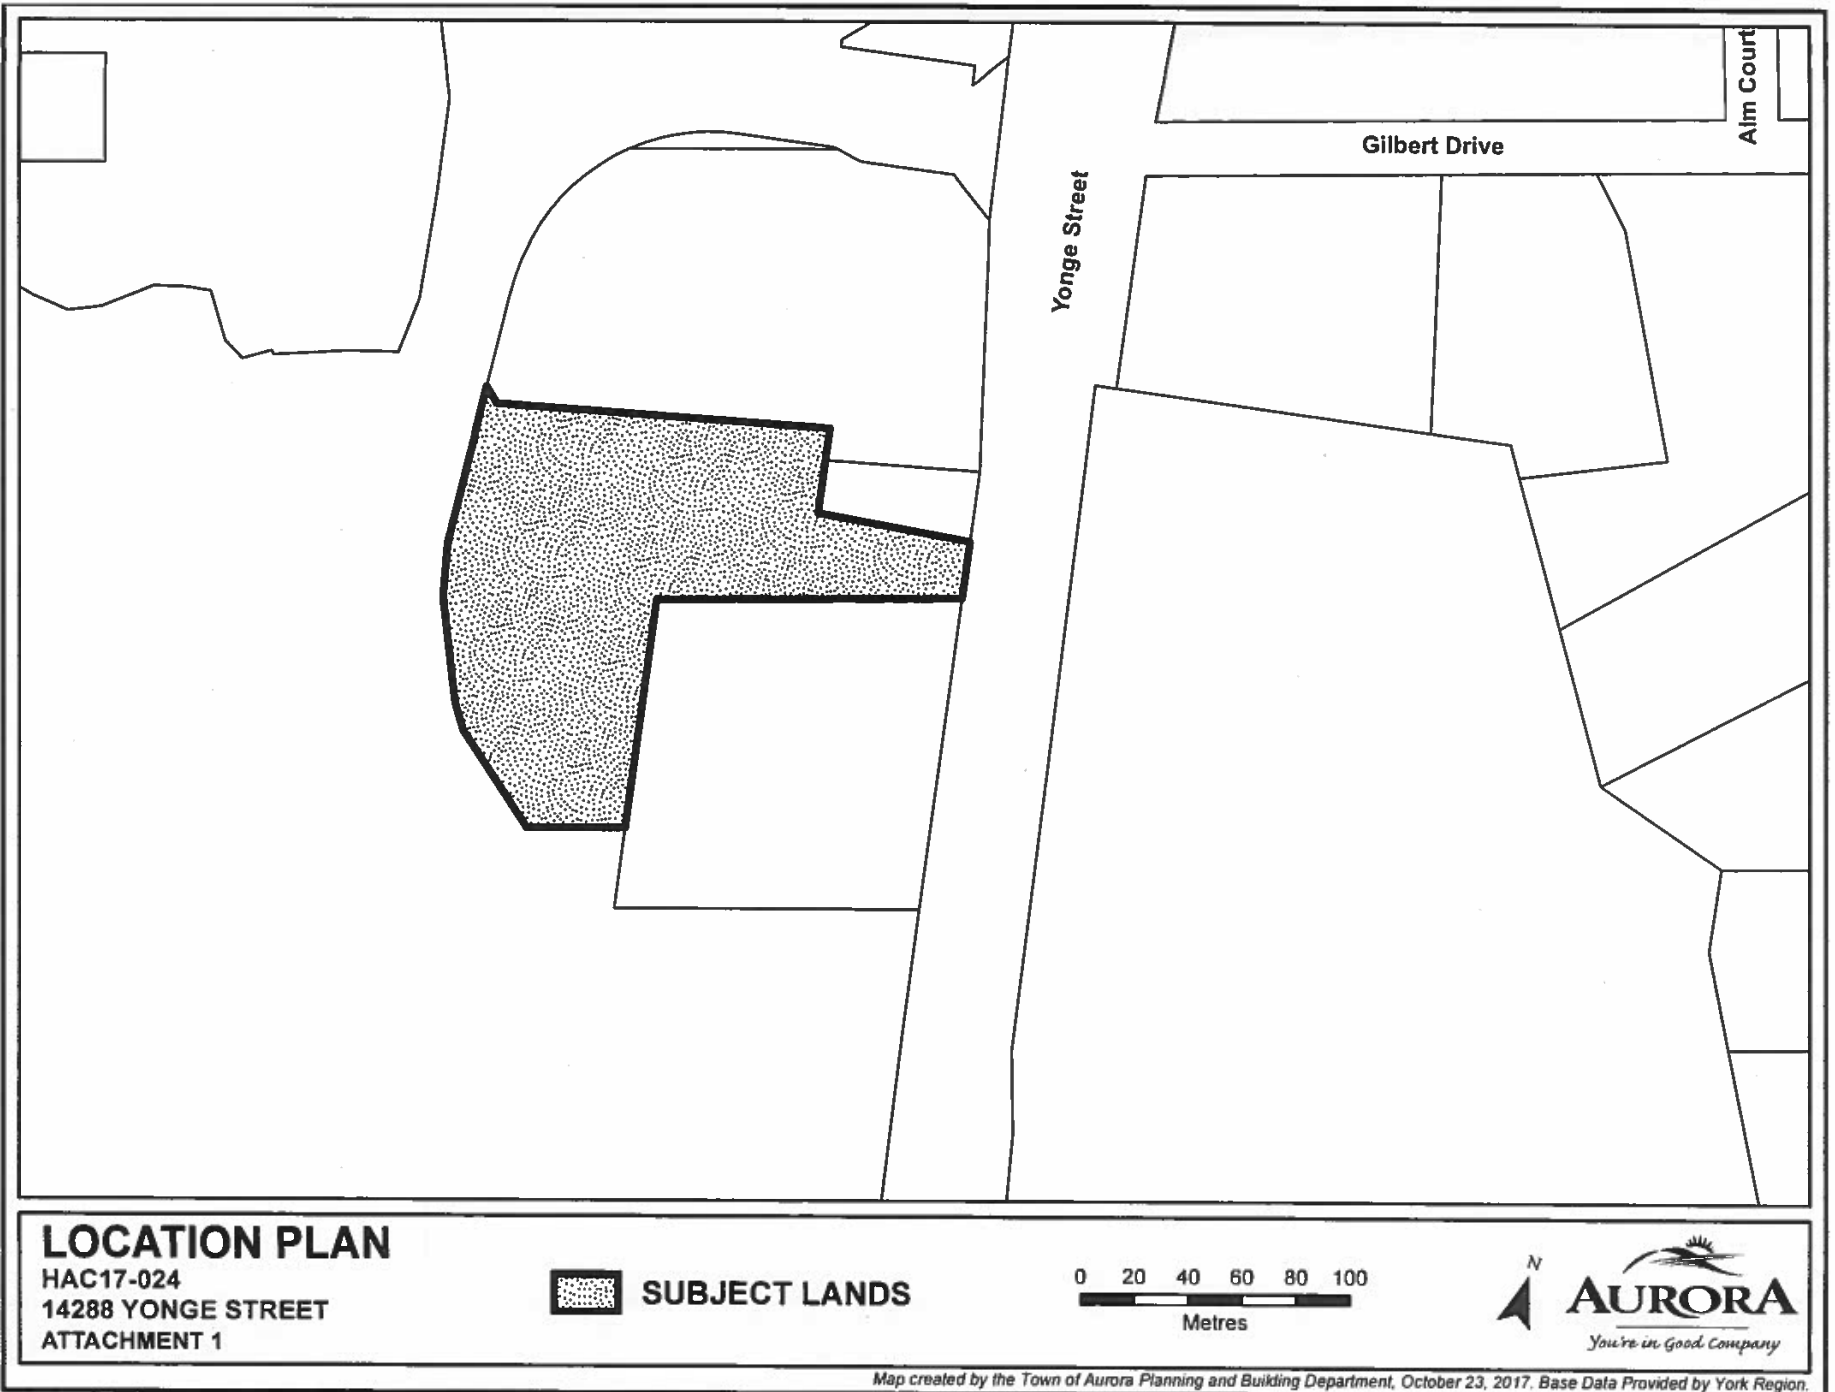 Alm Court
Gilbert Drive
Yonge Street
LOCATION PLAN
HAC17-024
14288 YONGE STREET
ATTACHMENT 1
SUBJECT LANDS
0 20 40 60 80 100
Metres
N
AURORA
You're in Good Company
Map created by the Town of Aurora Planning and Building Department, October 23, 2017. Base Data Provided by York Region.